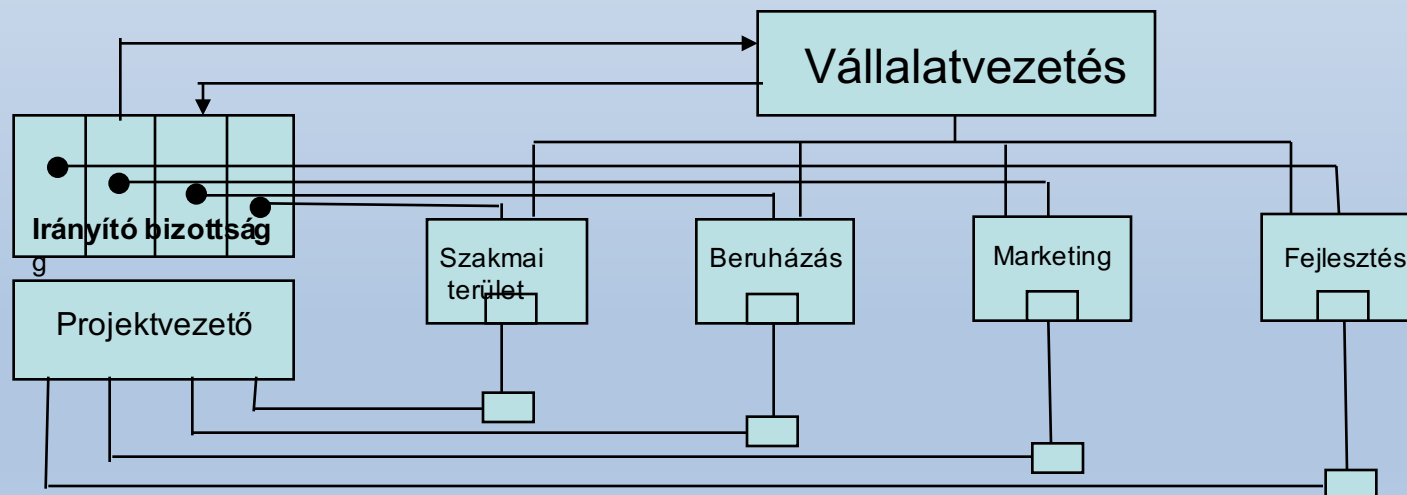 Vállalatvezetés
Irányító bizottság
g
Szakmai
terület
Beruházás
Marketing
Fejlesztés
Projektvezető